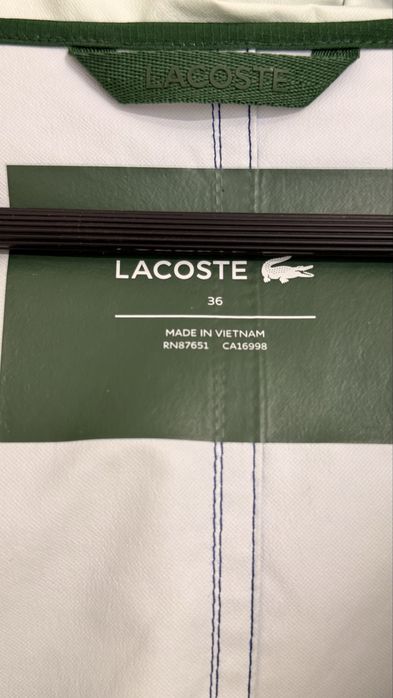 LACOSTE
LACOSTE
36
MADE IN VIETNAM
RN87651 CA16998